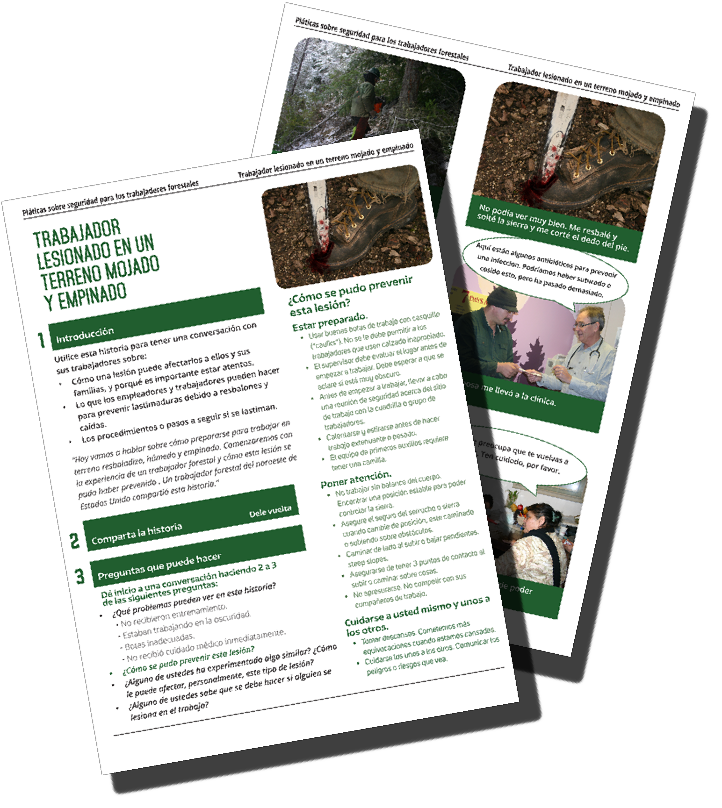 Pláticas sobre seguridad para los trabajadores forestales
Trabajador lesionado en un terreno mojado y empinado
TRABAJADOR
LESIONADO EN UN
TERRENO MOJADO
Y EMPINADO
1 Introducción
Utilice esta historia para tener una conversación con
sus trabajadores sobre:
• Cómo una lesión puede afectarlos a ellos y sus
familias, y porqué es importante estar atentos.
• Lo que los empleadores y trabajadores pueden hacer
para prevenir lastimaduras debido a resbalones y
caídas.
• Los procedimientos o pasos a seguir si se lastiman.
"Hoy vamos a hablar sobre cómo prepararse para trabajar en
terreno resbaladizo, húmedo y empinado. Comenzaremos con
la experiencia de un trabajador forestal y cómo esta lesión se
pudo haber prevenido. Un trabajador forestal del noroeste de
Estados Unido compartio esta historia."
2 Comparta la historia
Dele vuelta
3 Preguntas que puede hacer
Dé inicio a una conversación haciendo 2 a 3
de las siguientes preguntas:
• ¿Qué problemas pueden ver en esta historia?
- No recibieron entrenamiento.
- Estaban trabajando en la oscuridad.
- Botas inadecuadas.
- No recibió cuidado médico inmediatamente.
• ¿Cómo se pudo prevenir esta lesión?
• ¿Alguno de ustedes ha experimentado algo similar? ¿Cómo
le puede afectar, personalmente, este tipo de lesión?
• ¿Alguno de ustedes sabe que se debe hacer si alguien se
lesiona en el trabajo?
¿Cómo se pudo prevenir
esta lesión?
Estar preparado.
• Usar buenas botas de trabajo con casquillo
("caulks"). No se le debe permitir a los
trabajadores que usen calzado inapropiado.
• El supervisor debe evaluar el lugar antes de
empezar a trabajar. Debe esperar a que se
aclare si está muy obscuro.
• Antes de empezar a trabajar, llevar a cabo
una reunión de seguridad acerca del sitio
de trabajo con la cuadrilla o grupo de
trabajadores.
• Calentarse y estirarse antes de hacer
trabajo extenuante o pesado.
• El equipo de primeros auxilios requiere
tener una camilla.
Poner atención.
• No trabajar sin balance del cuerpo.
Encontrar una posición estable para poder
controlar la sierra.
• Asegure el seguro del serrucho o sierra
cuando cambie de posición, esté caminado
o subiendo sobre obstáculos.
• Caminar de lado al subir o bajar pendientes.
steep slopes.
• Asegurarse de tener 3 puntos de contacto al
subir o caminar sobre cosas.
• No apresurarse. No competir con sus
compañeros de trabajo.
Cuidarse a usted mismo y unos a
los otros.
• Tomar descansos. Cometemos más
equivocaciones cuando estamos cansados.
• Cuidarse los unos a los otros. Comunicar los
peligros o riesgos que vea.
Pláticas sobre seguridad para los trabajadores forestales
Trabajador lesionado en un terreno mojado y empinado
No podía ver muy bien. Me resbalé y
solté la sierra y me corté el dedo del pie.
Aquí están algunos antibióticos para prevenir
una infeccion. Podríamos haber suturado o
cosido esto, pero ha pasado demasiado.
me llevó a la clínica.
preocupa que te vuelvas a
Ten cuidado, por favor.
poder